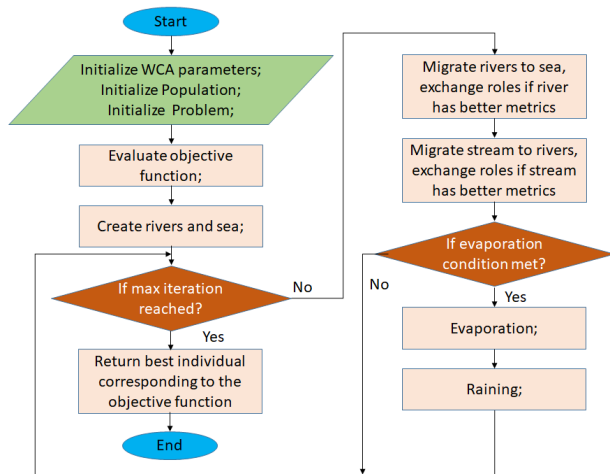 Start
Initialize WCA parameters;
Initialize Population;
Initialize Problem;
Evaluate objective
function;
Create rivers and sea;
If max iteration
reached?
No
Yes
Return best individual
corresponding to the
objective function
End
Migrate rivers to sea,
exchange roles if river
has better metrics
Migrate stream to rivers,
exchange roles if stream
has better metrics
If evaporation
condition met?
No
Yes
Evaporation;
Raining;